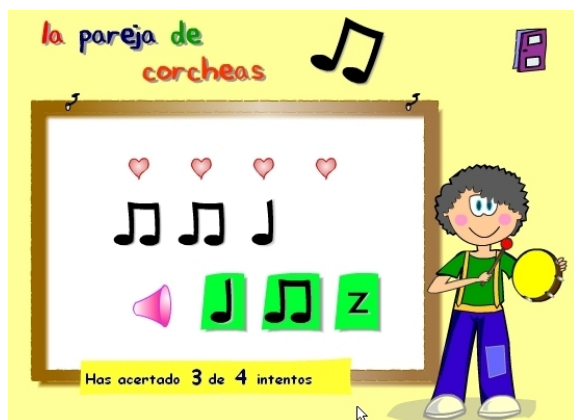 la pareja de
corcheas
z
Has acertado 3 de 4 intentos